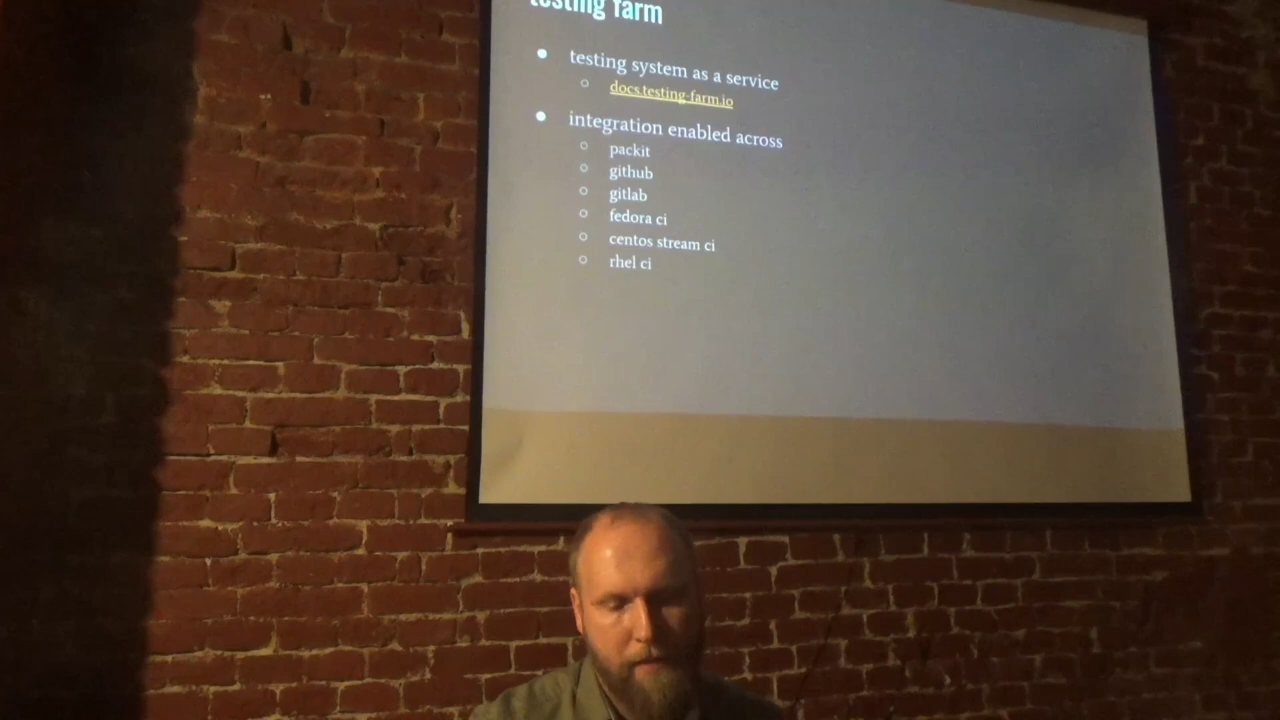 testing farm
testing system as a service
docs.testing-farm.io
integration enabled across
packit
github
gitlab
fedora ci
centos stream ci
rhel ci